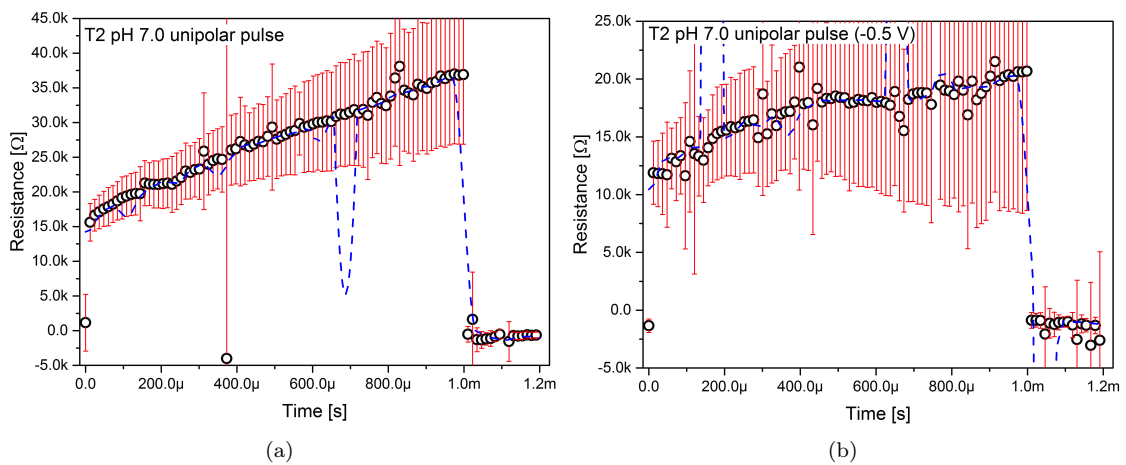 T2 pH 7.0 unipolar pulse
45.0k
40.0k
35.0k
30.0k
25.0k
20.0k
15.0k
10.0k
5.0k
0.0
-5.0k
Resistance [Ω]
0.0 200.0µ 400.0µ 600.0µ 800.0µ 1.0m 1.2m
Time [s]
(a)
T2 pH 7.0 unipolar pulse (-0.5 V)
25.0k
20.0k
15.0k
10.0k
5.0k
0.0
-5.0k
Resistance [Ω]
0.0 200.0µ 400.0µ 600.0µ 800.0µ 1.0m 1.2m
Time [s]
(b)